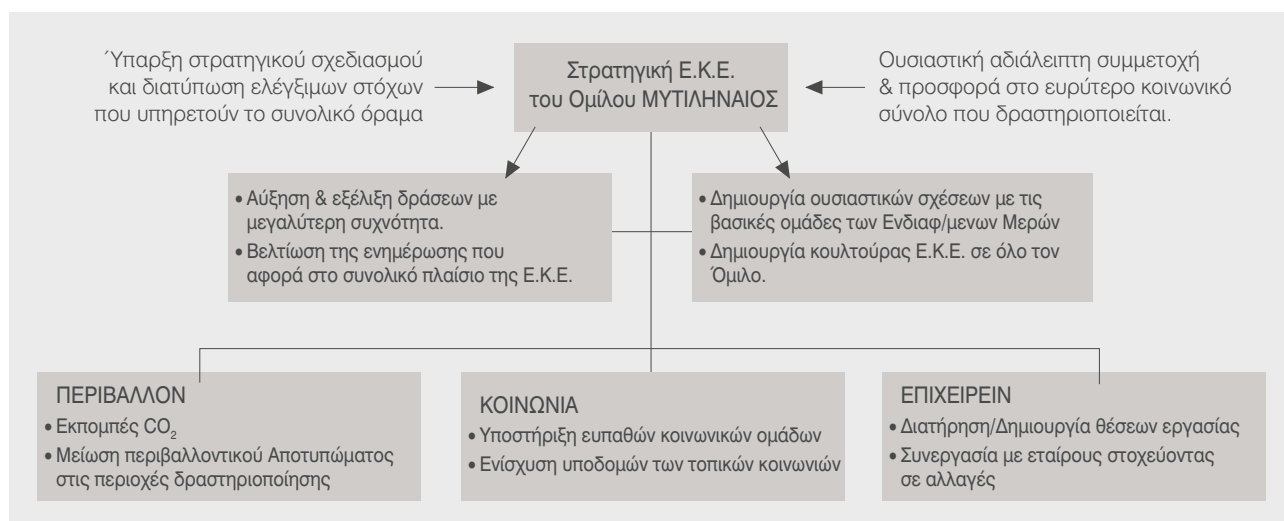 Ύπαρξη στρατηγικού σχεδιασμού
και διατύπωση ελέγξιμων στόχων
που υπηρετούν το συνολικό όραμα
Στρατηγική Ε.Κ.Ε.
του Ομίλου ΜΥΤΙΛΗΝΑΙΟΣ
Ουσιαστική αδιάλειπτη συμμετοχή
& προσφορά στο ευρύτερο κοινωνικό
σύνολο που δραστηριοποιείται.
• Αύξηση & εξέλιξη δράσεων με
μεγαλύτερη συχνότητα.
• Βελτίωση της ενημέρωσης που
αφορά στο συνολικό πλαίσιο της Ε.Κ.Ε.
• Δημιουργία ουσιαστικών σχέσεων με τις
βασικές ομάδες των Ενδιαφ/μενων Μερών
• Δημιουργία κουλτούρας Ε.Κ.Ε. σε όλο τον
Όμιλο.
ΠΕΡΙΒΑΛΛΟΝ
• Εκπομπές CO₂
• Μείωση περιβαλλοντικού Αποτυπώματος
στις περιοχές δραστηριοποίησης
ΚΟΙΝΩΝΙΑ
• Υποστήριξη ευπαθών κοινωνικών ομάδων
• Ενίσχυση υποδομών των τοπικών κοινωνιών
ΕΠΙΧΕΙΡΕΙΝ
• Διατήρηση/Δημιουργία θέσεων εργασίας
• Συνεργασία με εταίρους στοχεύοντας
σε αλλαγές